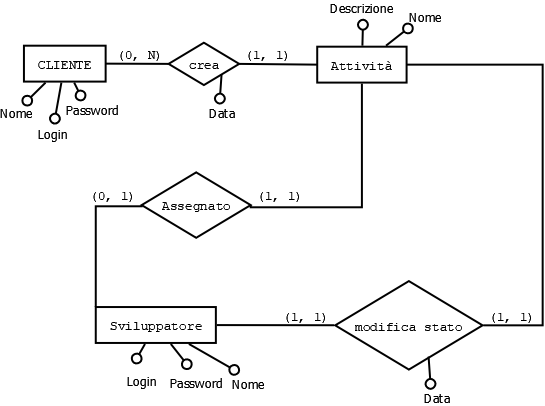 Descrizione
Nome
(0, N)
(1, 1)
CLIENTE
crea
Attività
Nome
Password
Login
Data
(0, 1)
(1, 1)
Assegnato
(1, 1)
(1, 1)
Sviluppatore
modifica stato
Login
Password
Nome
Data